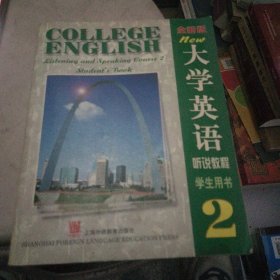 COLLEGE
ENGLISH
Listening and Speaking Course 2
Student's Book
全新版
New
大学英语
听说教程
学生用书
2
上海外语教育出版社
SHANGHAI FOREIGN LANGUAGE EDUCATION PRESS